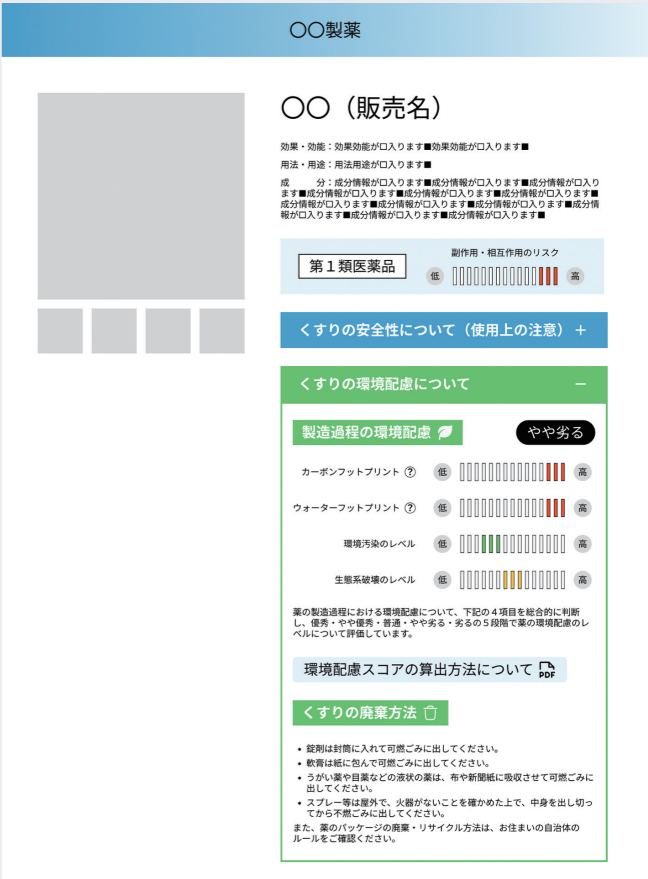 〇〇製薬
〇〇（販売名）
効果・効能：効果効能が口入ります■効果効能が口入ります■
用法・用途：用法用途が口入ります■
成　　分：成分情報が口入ります■成分情報が口入ります■成分情報が口入り
ます■成分情報が口入ります■成分情報が口入ります■成分情報が口入ります■
成分情報が口入ります■成分情報が口入ります■成分情報が口入ります■成分情
報が口入ります■成分情報が口入ります■成分情報が口入ります■
第１類医薬品
副作用・相互作用のリスク
低 高
くすりの安全性について（使用上の注意）＋
くすりの環境配慮について －
製造過程の環境配慮
やや劣る
カーボンフットプリント ? 低 高
ウォーターフットプリント ? 低 高
環境汚染のレベル 低 高
生態系破壊のレベル 低 高
薬の製造過程における環境配慮について、下記の４項目を総合的に判断
し、優秀・やや優秀・普通・やや劣る・劣るの５段階で薬の環境配慮のレ
ベルについて評価しています。
環境配慮スコアの算出方法について PDF
くすりの廃棄方法
• 錠剤は封筒に入れて可燃ごみに出してください。
• 軟膏は紙に包んで可燃ごみに出してください。
• うがい薬や目薬などの液状の薬は、布や新聞紙に吸収させて可燃ごみに
出してください。
• スプレー等は屋外で、火器がないことを確かめた上で、中身を出し切っ
てから不燃ごみに出してください。
また、薬のパッケージの廃棄・リサイクル方法は、お住まいの自治体の
ルールをご確認ください。